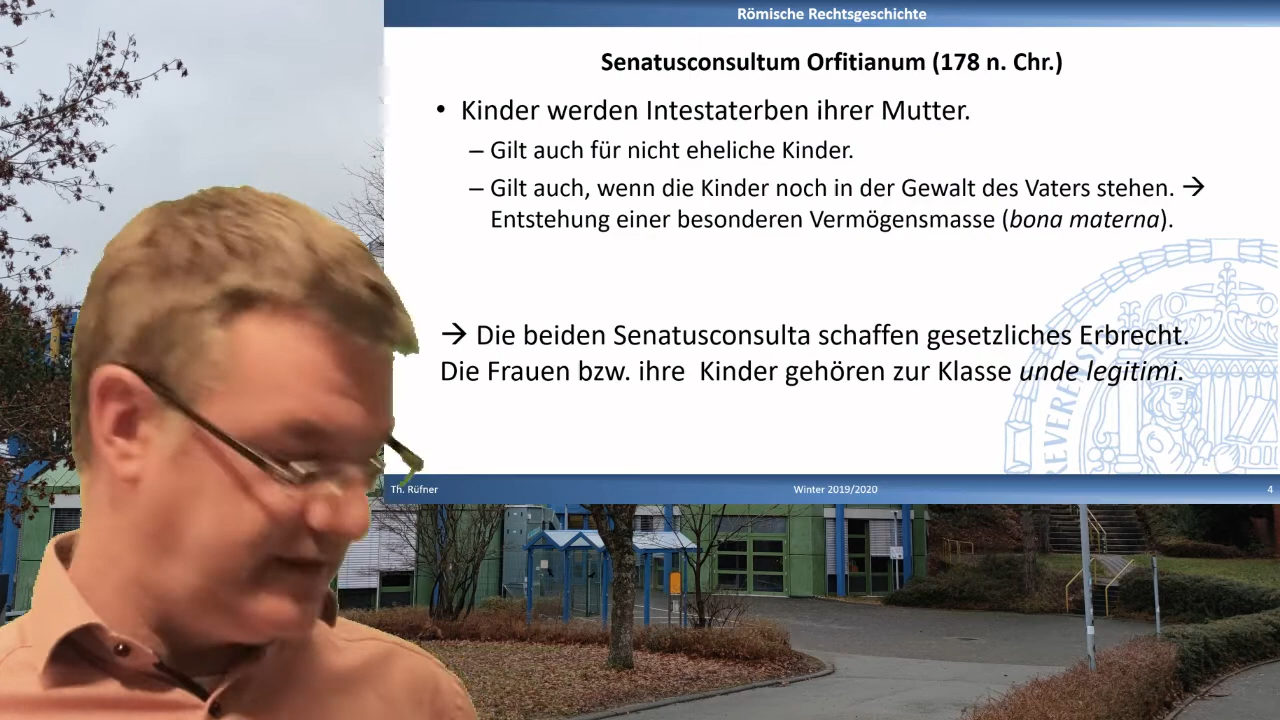 Römische Rechtsgeschichte
Senatusconsultum Orfitianum (178 n. Chr.)
• Kinder werden Intestaterben ihrer Mutter.
– Gilt auch für nicht eheliche Kinder.
– Gilt auch, wenn die Kinder noch in der Gewalt des Vaters stehen. →
Entstehung einer besonderen Vermögensmasse (bona materna).
→ Die beiden Senatusconsulta schaffen gesetzliches Erbrecht.
Die Frauen bzw. ihre Kinder gehören zur Klasse unde legitimi.
Th. Rüfner
Winter 2019/2020
4